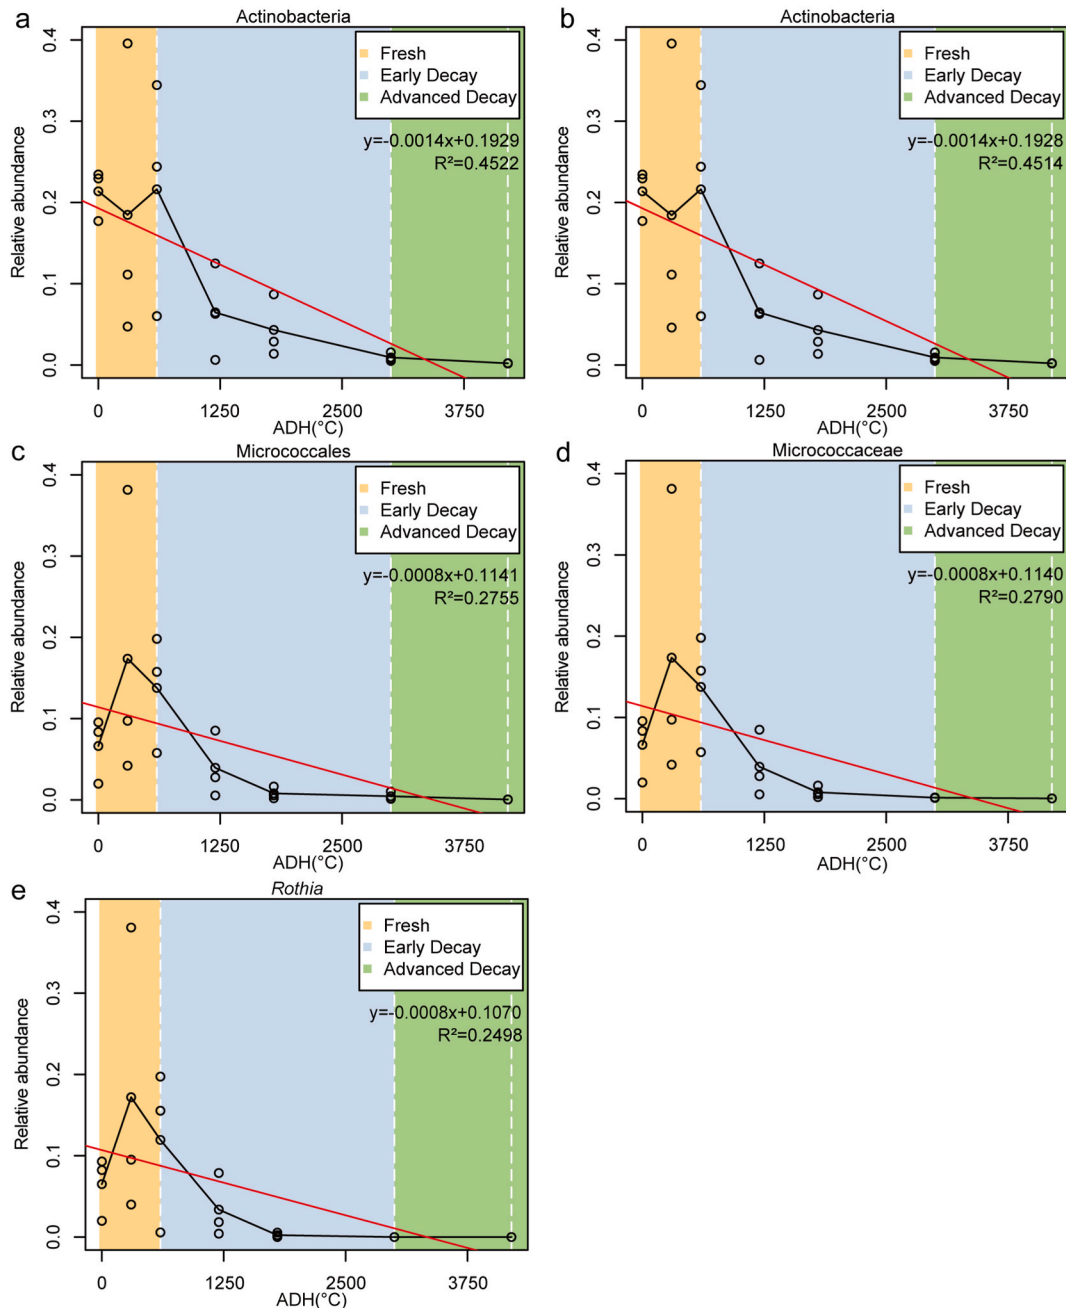 a
Actinobacteria
Relative abundance
0.4
0.3
0.2
0.1
0.0
Fresh
Early Decay
Advanced Decay
y=-0.0014x+0.1929
R²=0.4522
0 1250 2500 3750
ADH(°C)
b
Actinobacteria
Relative abundance
0.4
0.3
0.2
0.1
0.0
Fresh
Early Decay
Advanced Decay
y=-0.0014x+0.1928
R²=0.4514
0 1250 2500 3750
ADH(°C)
c
Micrococcales
Relative abundance
0.4
0.3
0.2
0.1
0.0
Fresh
Early Decay
Advanced Decay
y=-0.0008x+0.1141
R²=0.2755
0 1250 2500 3750
ADH(°C)
d
Micrococcaceae
Relative abundance
0.4
0.3
0.2
0.1
0.0
Fresh
Early Decay
Advanced Decay
y=-0.0008x+0.1140
R²=0.2790
0 1250 2500 3750
ADH(°C)
e
Rothia
Relative abundance
0.4
0.3
0.2
0.1
0.0
Fresh
Early Decay
Advanced Decay
y=-0.0008x+0.1070
R²=0.2498
0 1250 2500 3750
ADH(°C)